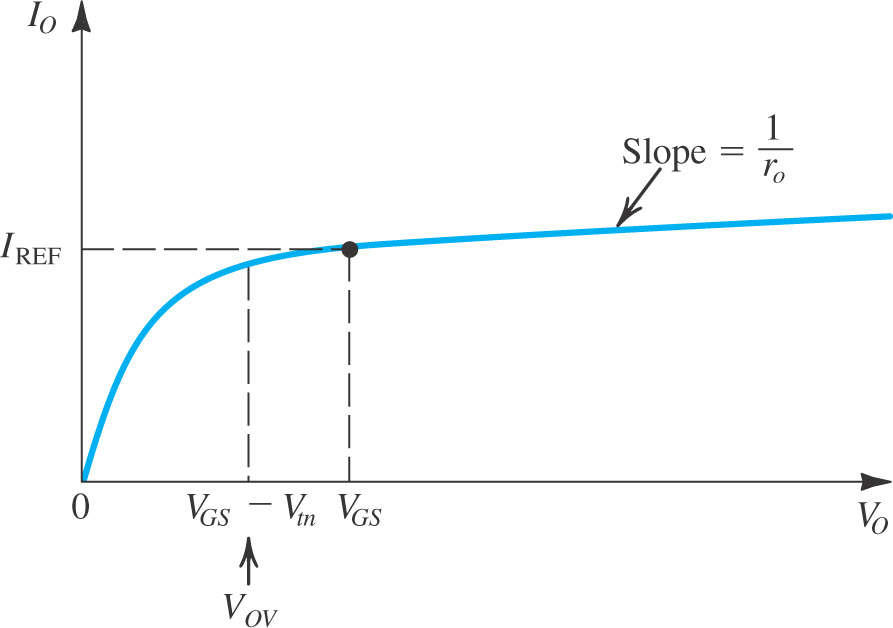 I_O
Slope = 1/r_o
I_REF
0 V_GS − V_tn V_GS V_O
V_OV